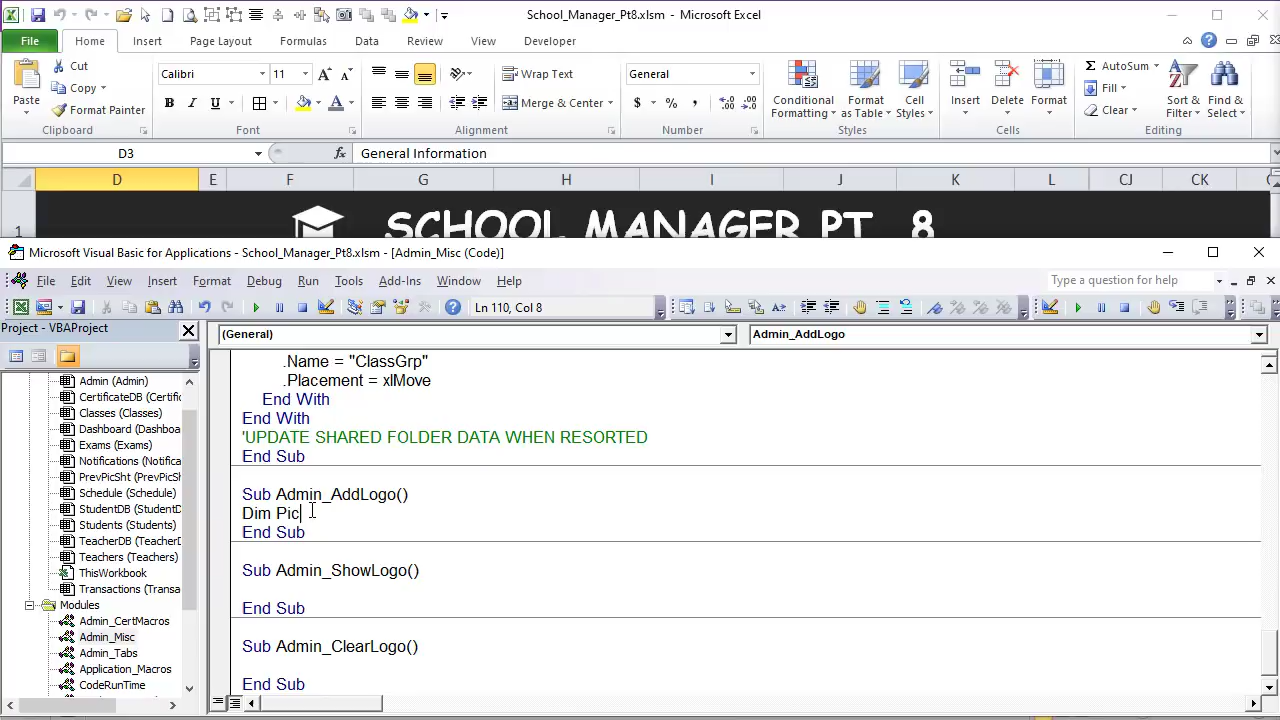 School_Manager_Pt8.xlsm - Microsoft Excel
File Home Insert Page Layout Formulas Data Review View Developer
Paste
Cut
Copy
Format Painter
Clipboard
Calibri 11
B I U
Font
Wrap Text
Merge & Center
Alignment
General
$ % ,
Number
Conditional Formatting
Format as Table
Cell Styles
Styles
Insert
Delete
Format
Cells
AutoSum
Fill
Clear
Sort & Filter
Find & Select
Editing
D3 fx General Information
D E F G H I J K L CJ CK
1
SCHOOL MANAGER PT. 8
Microsoft Visual Basic for Applications - School_Manager_Pt8.xlsm - [Admin_Misc (Code)]
File Edit View Insert Format Debug Run Tools Add-Ins Window Help Type a question for help
Ln 110, Col 8
Project - VBAProject
Admin (Admin)
CertificateDB (Certificate
Classes (Classes)
Dashboard (Dashboard
Exams (Exams)
Notifications (Notifica
PrevPicSht (PrevPicSht
Schedule (Schedule)
StudentDB (StudentD
Students (Students)
TeacherDB (TeacherD
Teachers (Teachers)
ThisWorkbook
Transactions (Transa
Modules
Admin_CertMacros
Admin_Misc
Admin_Tabs
Application_Macros
CodeRunTime
(General) Admin_AddLogo
.Name = "ClassGrp"
.Placement = xlMove
End With
End With
'UPDATE SHARED FOLDER DATA WHEN RESORTED
End Sub
Sub Admin_AddLogo()
Dim Pic
End Sub
Sub Admin_ShowLogo()
End Sub
Sub Admin_ClearLogo()
End Sub